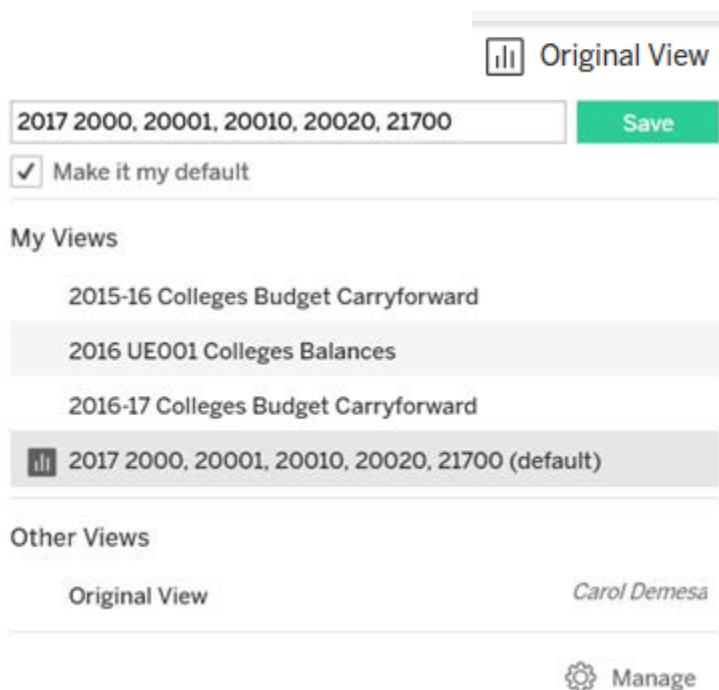 Original View
2017 2000, 20001, 20010, 20020, 21700
Save
Make it my default
My Views
2015-16 Colleges Budget Carryforward
2016 UE001 Colleges Balances
2016-17 Colleges Budget Carryforward
2017 2000, 20001, 20010, 20020, 21700 (default)
Other Views
Original View Carol Demesa
Manage